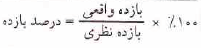 درصد بازده = بازده واقعی / بازده نظری × ٪۱۰۰